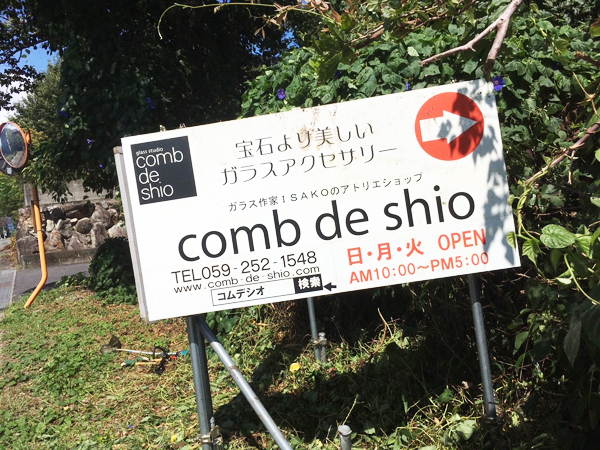 glass studio
comb
de
shio
宝石より美しい
ガラスアクセサリー
ガラス作家ISAKOのアトリエショップ
comb de shio
TEL059-252-1548
www.comb-de-shio.com
コムデシオ 検索
日・月・火 OPEN
AM10:00～PM5:00